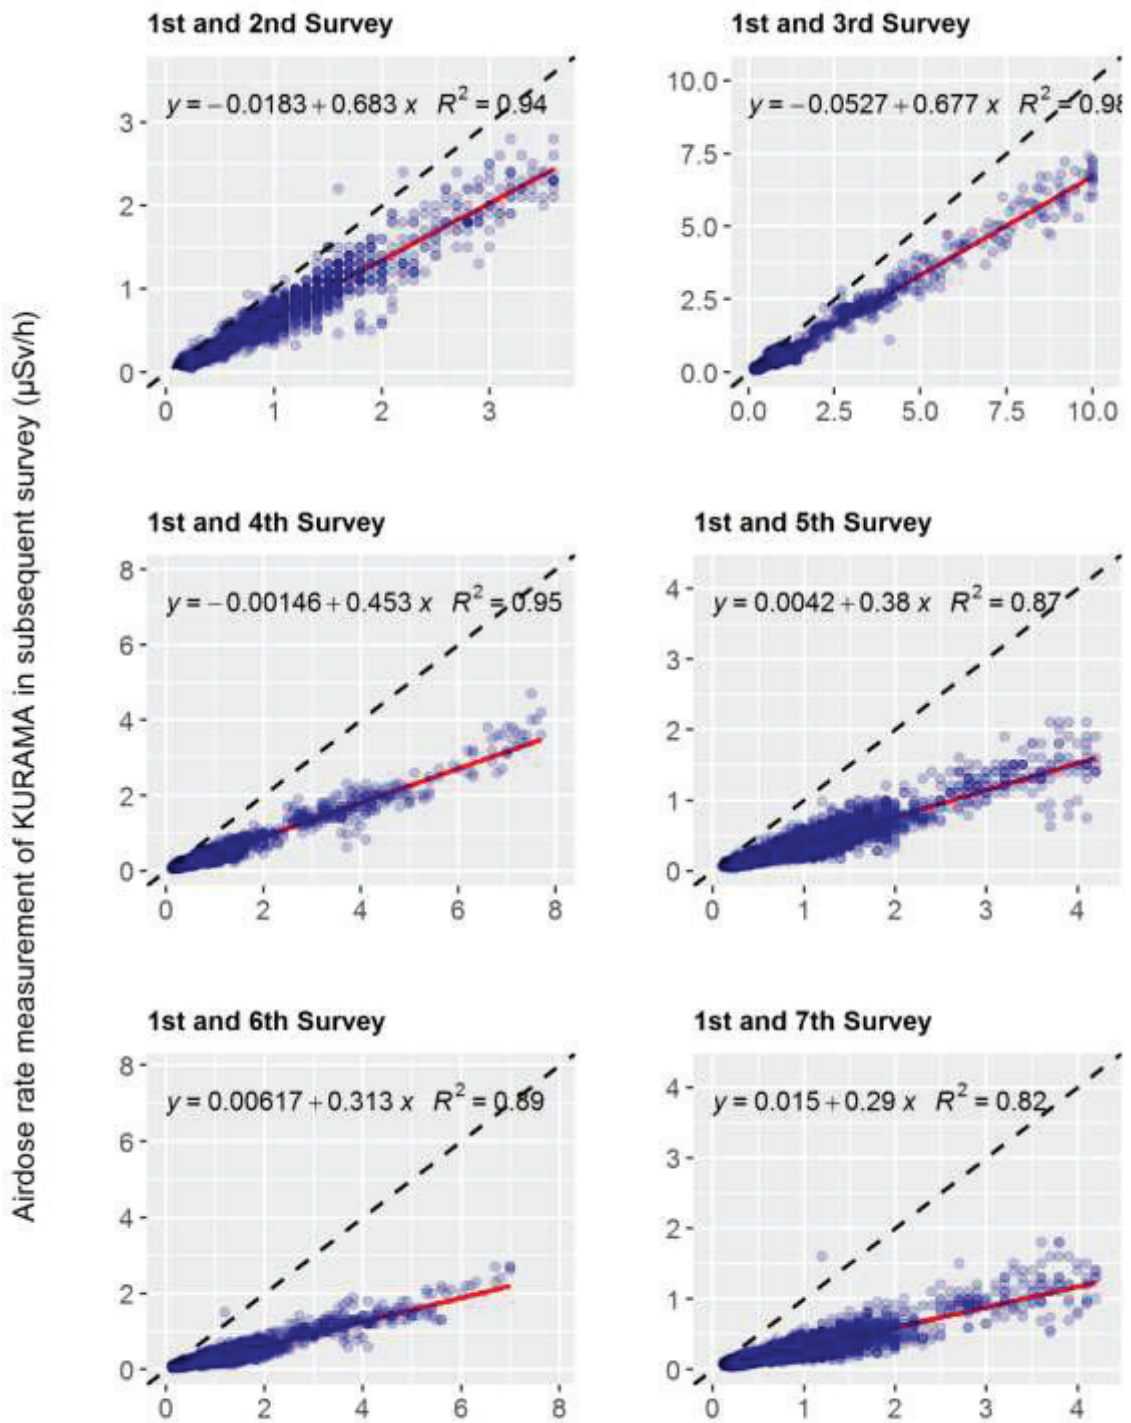 1st and 2nd Survey
y = −0.0183 + 0.683 x R² = 0.94
3
2
1
0
0 1 2 3
1st and 3rd Survey
y = −0.0527 + 0.677 x R² = 0.98
10.0
7.5
5.0
2.5
0.0
0.0 2.5 5.0 7.5 10.0
Airdose rate measurement of KURAMA in subsequent survey (μSv/h)
1st and 4th Survey
y = −0.00146 + 0.453 x R² = 0.95
8
6
4
2
0
0 2 4 6 8
1st and 5th Survey
y = 0.0042 + 0.38 x R² = 0.87
4
3
2
1
0
0 1 2 3 4
1st and 6th Survey
y = 0.00617 + 0.313 x R² = 0.89
8
6
4
2
0
0 2 4 6 8
1st and 7th Survey
y = 0.015 + 0.29 x R² = 0.82
4
3
2
1
0
0 1 2 3 4